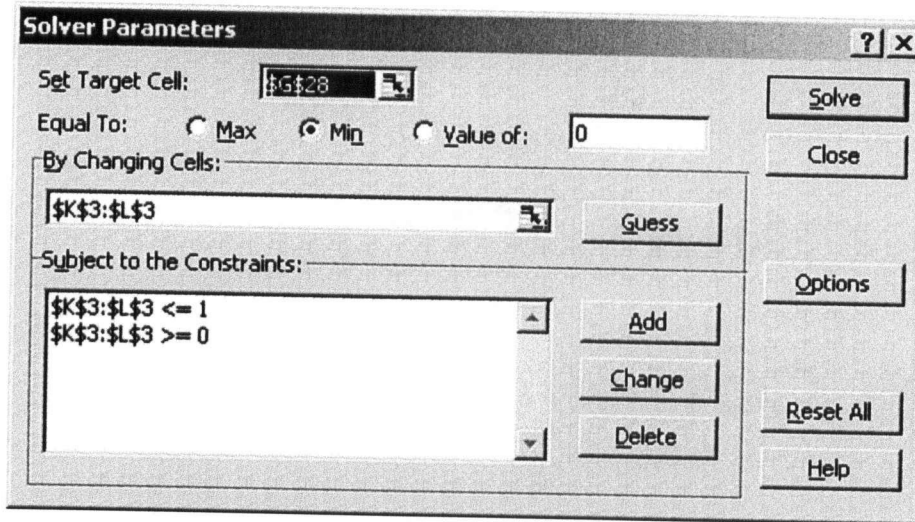 Solver Parameters
? X
Set Target Cell: $G$28 Solve
Equal To: Max Min Value of: 0
Close
By Changing Cells:
$K$3:$L$3 Guess
Subject to the Constraints:
Options
$K$3:$L$3 <= 1
$K$3:$L$3 >= 0
Add
Change
Reset All
Delete
Help